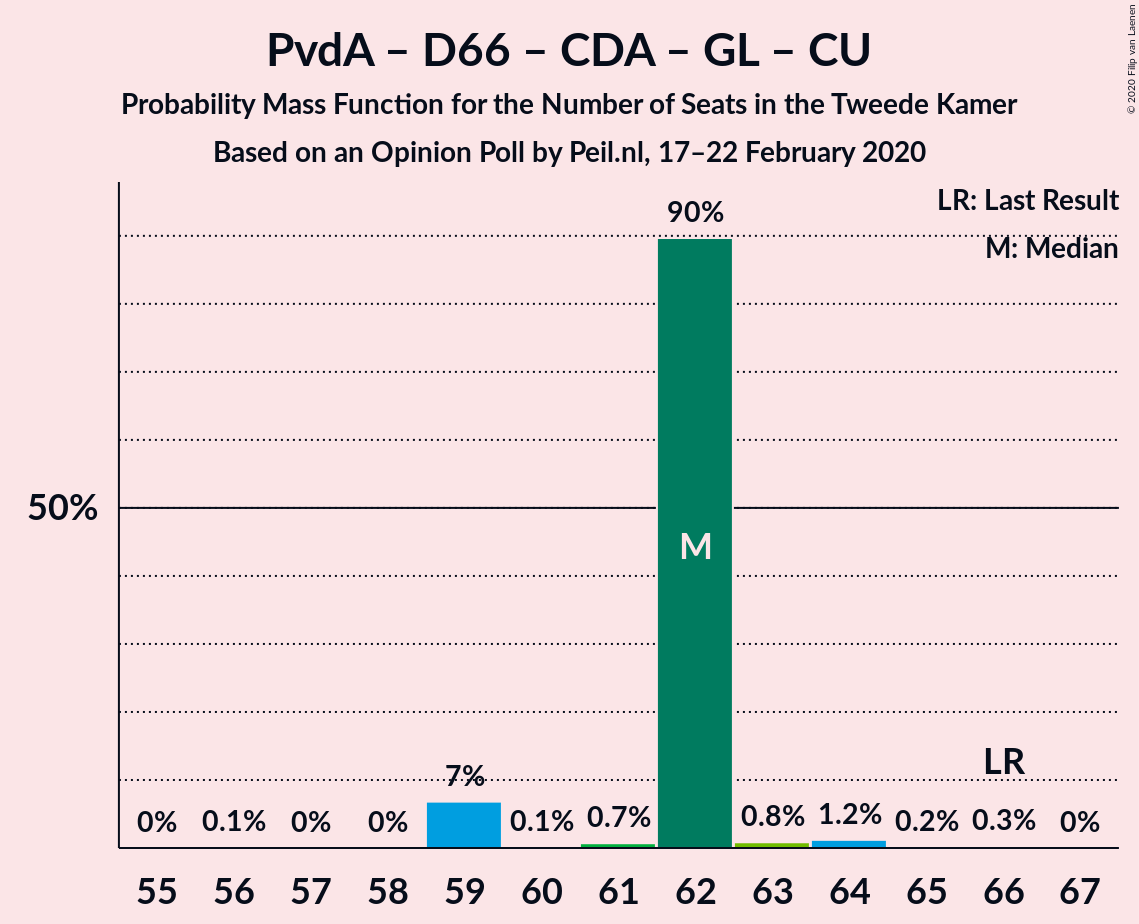 PvdA – D66 – CDA – GL – CU
Probability Mass Function for the Number of Seats in the Tweede Kamer
Based on an Opinion Poll by Peil.nl, 17–22 February 2020
© 2020 Filip van Laenen
LR: Last Result
M: Median
90%
50%
M
LR
7%
0% 0.1% 0% 0% 0.1% 0.7% 0.8% 1.2% 0.2% 0.3% 0%
55 56 57 58 59 60 61 62 63 64 65 66 67